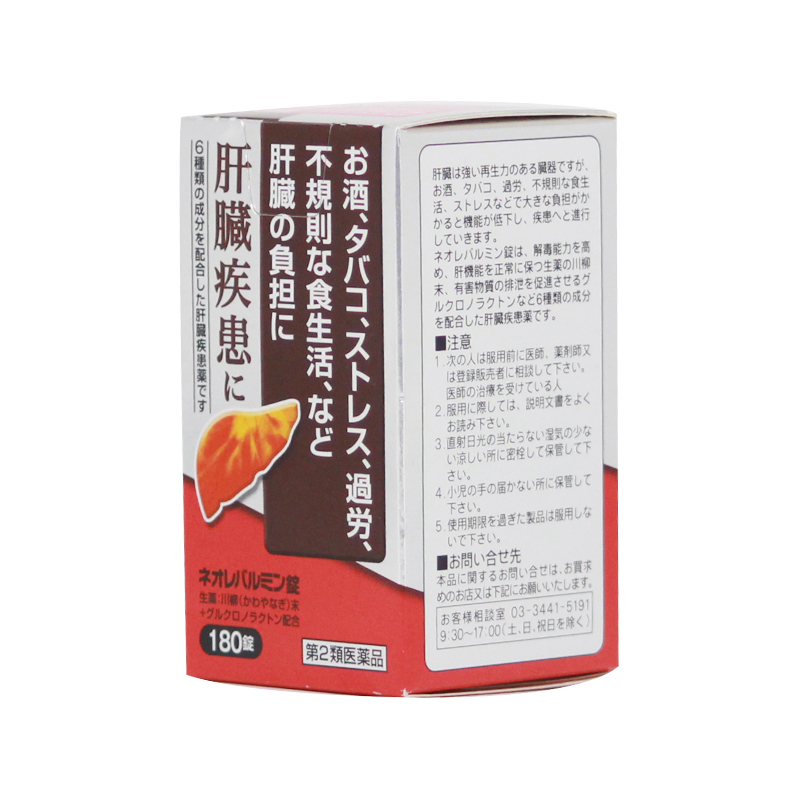 お酒、タバコ、ストレス、過労、
不規則な食生活、など
肝臓の負担に
肝臓疾患に
6種類の成分を配合した肝臓疾患薬です
ネオレバルミン錠
生薬:川柳(かわやなぎ)末
+グルクロノラクトン配合
180錠
第2類医薬品
肝臓は強い再生力のある臓器ですが、
お酒、タバコ、過労、不規則な食生
活、ストレスなどで大きな負担がか
かると機能が低下し、疾患へと進行
していきます。
ネオレバルミン錠は、解毒能力を高
め、肝機能を正常に保つ生薬の川柳
末、有害物質の排泄を促進させるグ
ルクロノラクトンなど6種類の成分
を配合した肝臓疾患薬です。
■注意
1.次の人は服用前に医師、薬剤師又
は登録販売者に相談して下さい。
医師の治療を受けている人
2.服用に際しては、説明文書をよく
お読み下さい。
3.直射日光の当たらない湿気の少な
い涼しい所に密栓して保管して下
さい。
4.小児の手の届かない所に保管して
下さい。
5.使用期限を過ぎた製品は服用しな
いで下さい。
■お問い合せ先
本品に関するお問い合せは、お買求
めのお店又は下記にお願いいたします。
お客様相談室 03-3441-5191
9:30~17:00(土、日、祝日を除く)